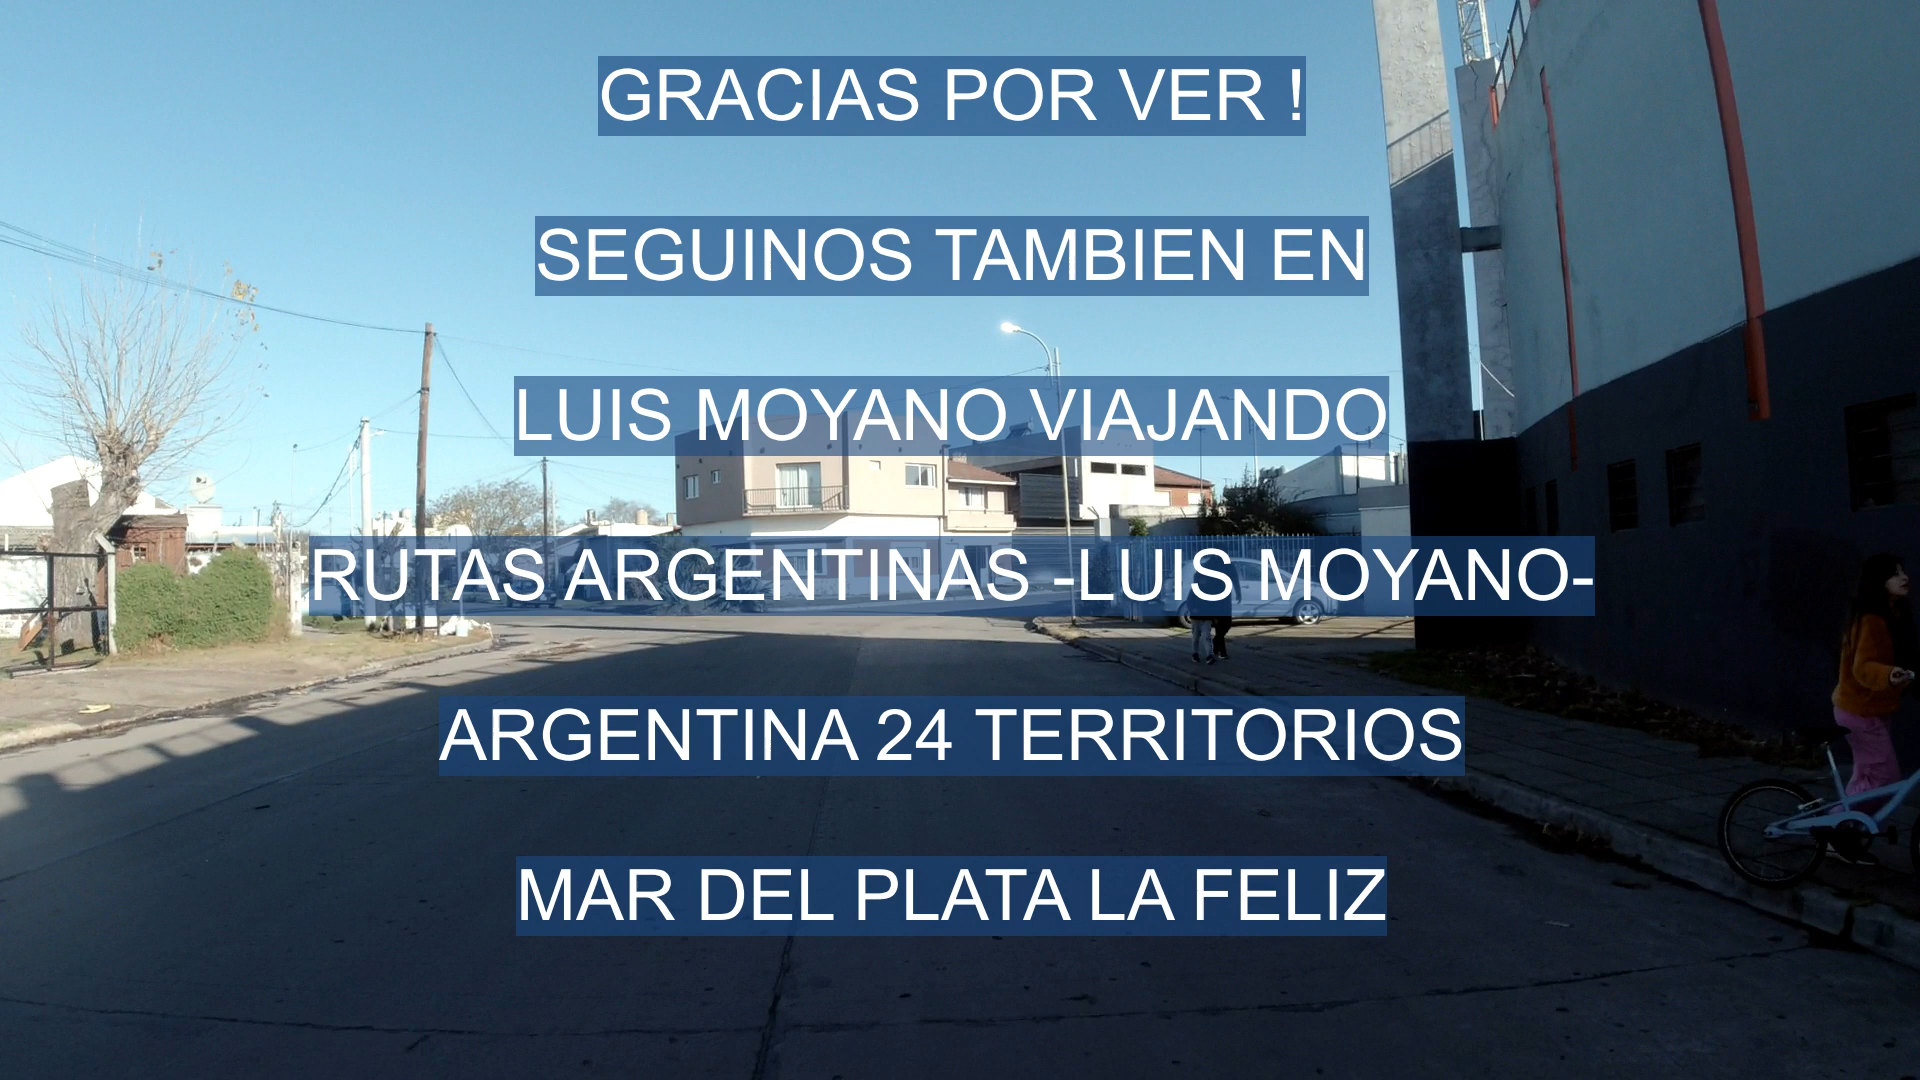 GRACIAS POR VER !
SEGUINOS TAMBIEN EN
LUIS MOYANO VIAJANDO
RUTAS ARGENTINAS -LUIS MOYANO-
ARGENTINA 24 TERRITORIOS
MAR DEL PLATA LA FELIZ